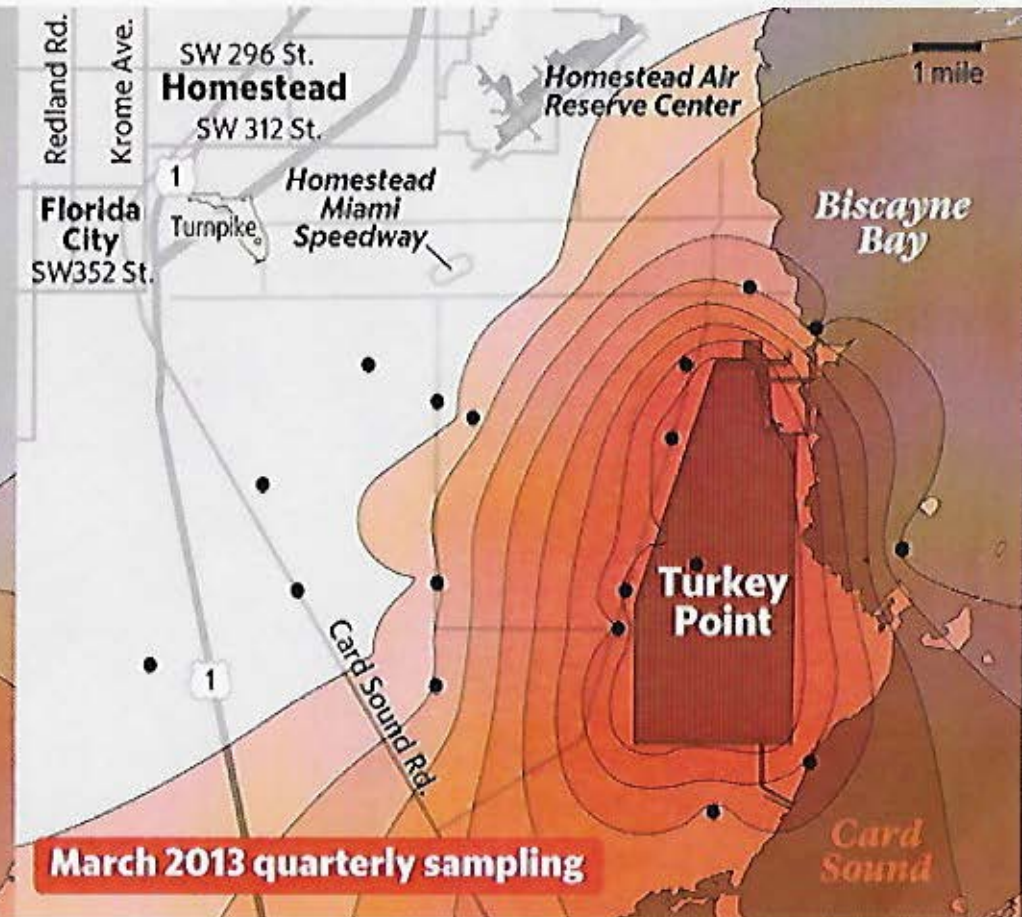 Redland Rd.
Krome Ave.
SW 296 St.
Homestead
SW 312 St.
Homestead Air
Reserve Center
1 mile
1
Florida
City
SW352 St.
Turnpike
Homestead
Miami
Speedway
Biscayne
Bay
Turkey
Point
Card Sound Rd.
1
March 2013 quarterly sampling
Card
Sound